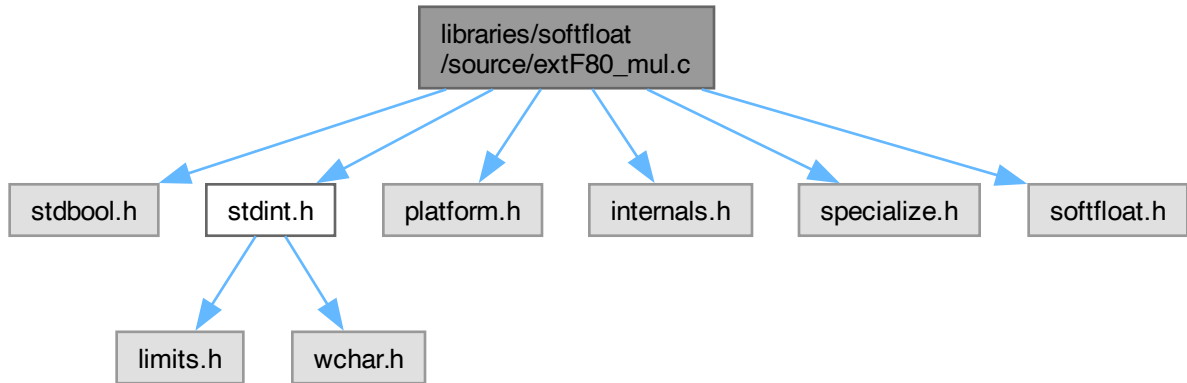 libraries/softfloat
/source/extF80_mul.c
stdbool.h
stdint.h
platform.h
internals.h
specialize.h
softfloat.h
limits.h
wchar.h